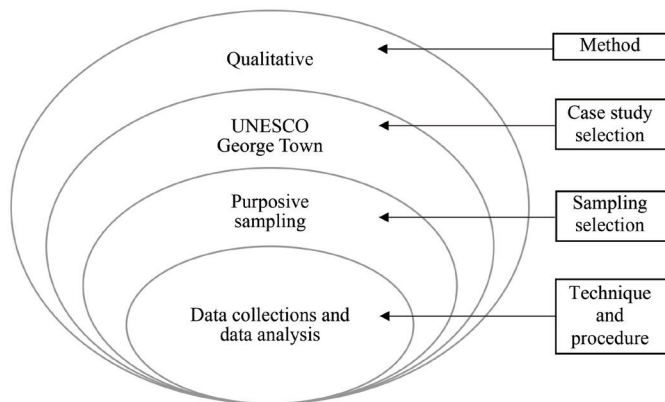 Qualitative
Method
UNESCO
George Town
Case study
selection
Purposive
sampling
Sampling
selection
Data collections and
data analysis
Technique
and
procedure